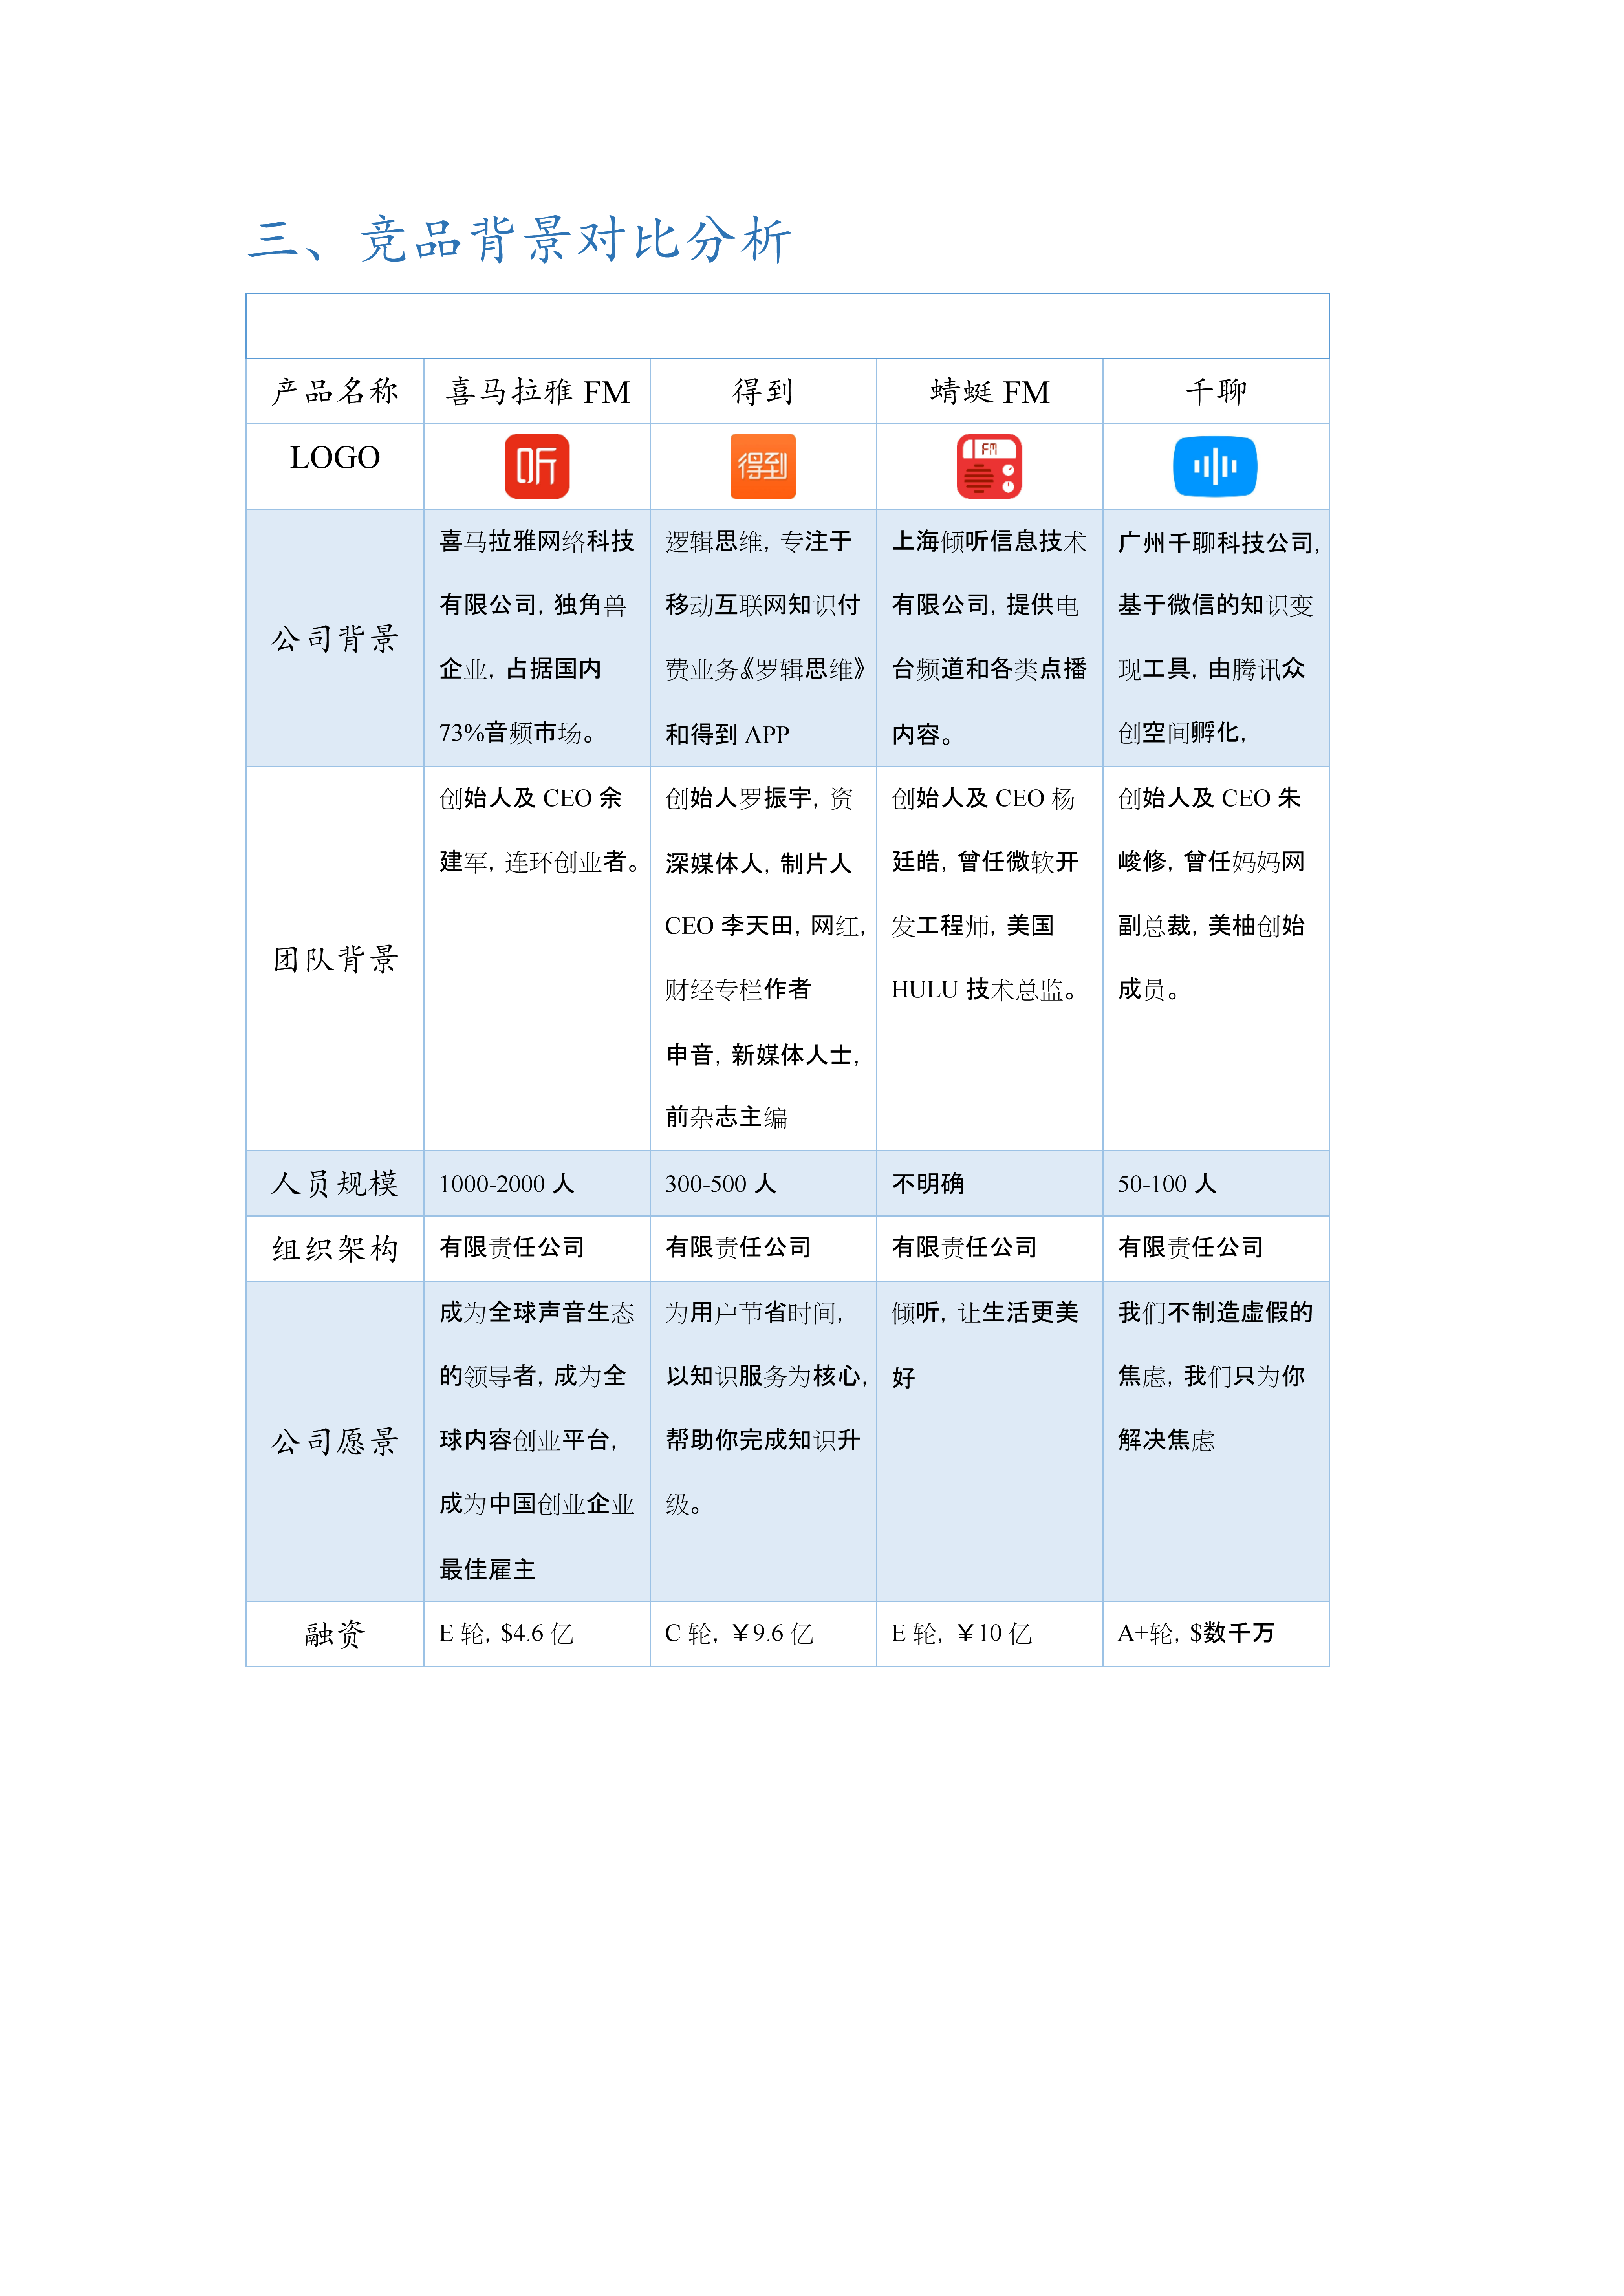 三、竞品背景对比分析
产品名称 喜马拉雅 FM 得到 蜻蜓 FM 千聊
LOGO 听 得到 FM
公司背景
喜马拉雅网络科技
有限公司，独角兽
企业，占据国内
73%音频市场。
逻辑思维，专注于
移动互联网知识付
费业务《罗辑思维》
和得到 APP
上海倾听信息技术
有限公司，提供电
台频道和各类点播
内容。
广州千聊科技公司，
基于微信的知识变
现工具，由腾讯众
创空间孵化，
团队背景
创始人及 CEO 余
建军，连环创业者。
创始人罗振宇，资
深媒体人，制片人
CEO 李天田，网红，
财经专栏作者
申音，新媒体人士，
前杂志主编
创始人及 CEO 杨
廷皓，曾任微软开
发工程师，美国
HULU 技术总监。
创始人及 CEO 朱
峻修，曾任妈妈网
副总裁，美柚创始
成员。
人员规模 1000-2000 人 300-500 人 不明确 50-100 人
组织架构 有限责任公司 有限责任公司 有限责任公司 有限责任公司
公司愿景
成为全球声音生态
的领导者，成为全
球内容创业平台，
成为中国创业企业
最佳雇主
为用户节省时间，
以知识服务为核心，
帮助你完成知识升
级。
倾听，让生活更美
好
我们不制造虚假的
焦虑，我们只为你
解决焦虑
融资 E 轮，$4.6 亿 C 轮，￥9.6 亿 E 轮，￥10 亿 A+轮，$数千万